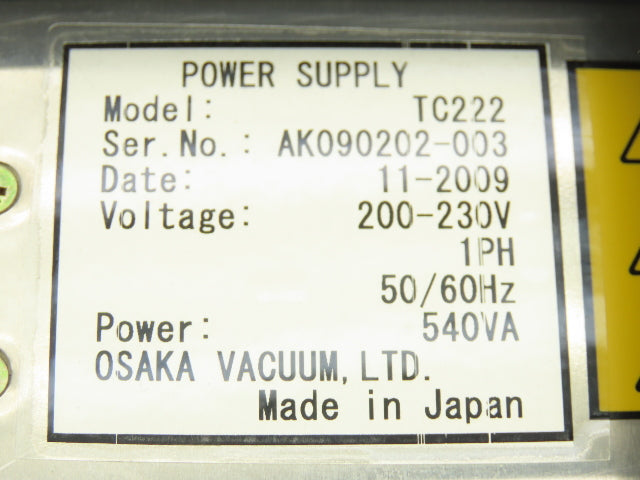 POWER SUPPLY
Model: TC222
Ser.No.: AK090202-003
Date: 11-2009
Voltage: 200-230V
1PH
50/60Hz
Power: 540VA
OSAKA VACUUM,LTD.
Made in Japan